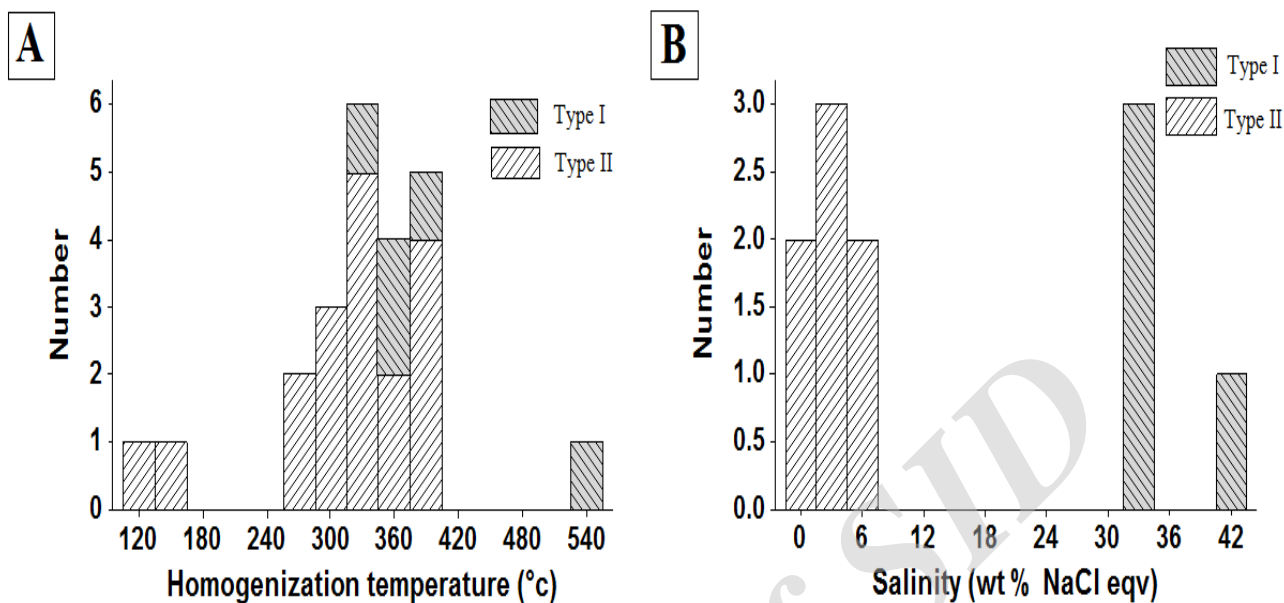 A
Number
6
5
4
3
2
1
0
120 180 240 300 360 420 480 540
Homogenization temperature (°c)
Type I
Type II
B
Number
3.0
2.5
2.0
1.5
1.0
0.5
0.0
0 6 12 18 24 30 36 42
Salinity (wt % NaCl eqv)
Type I
Type II
f SID